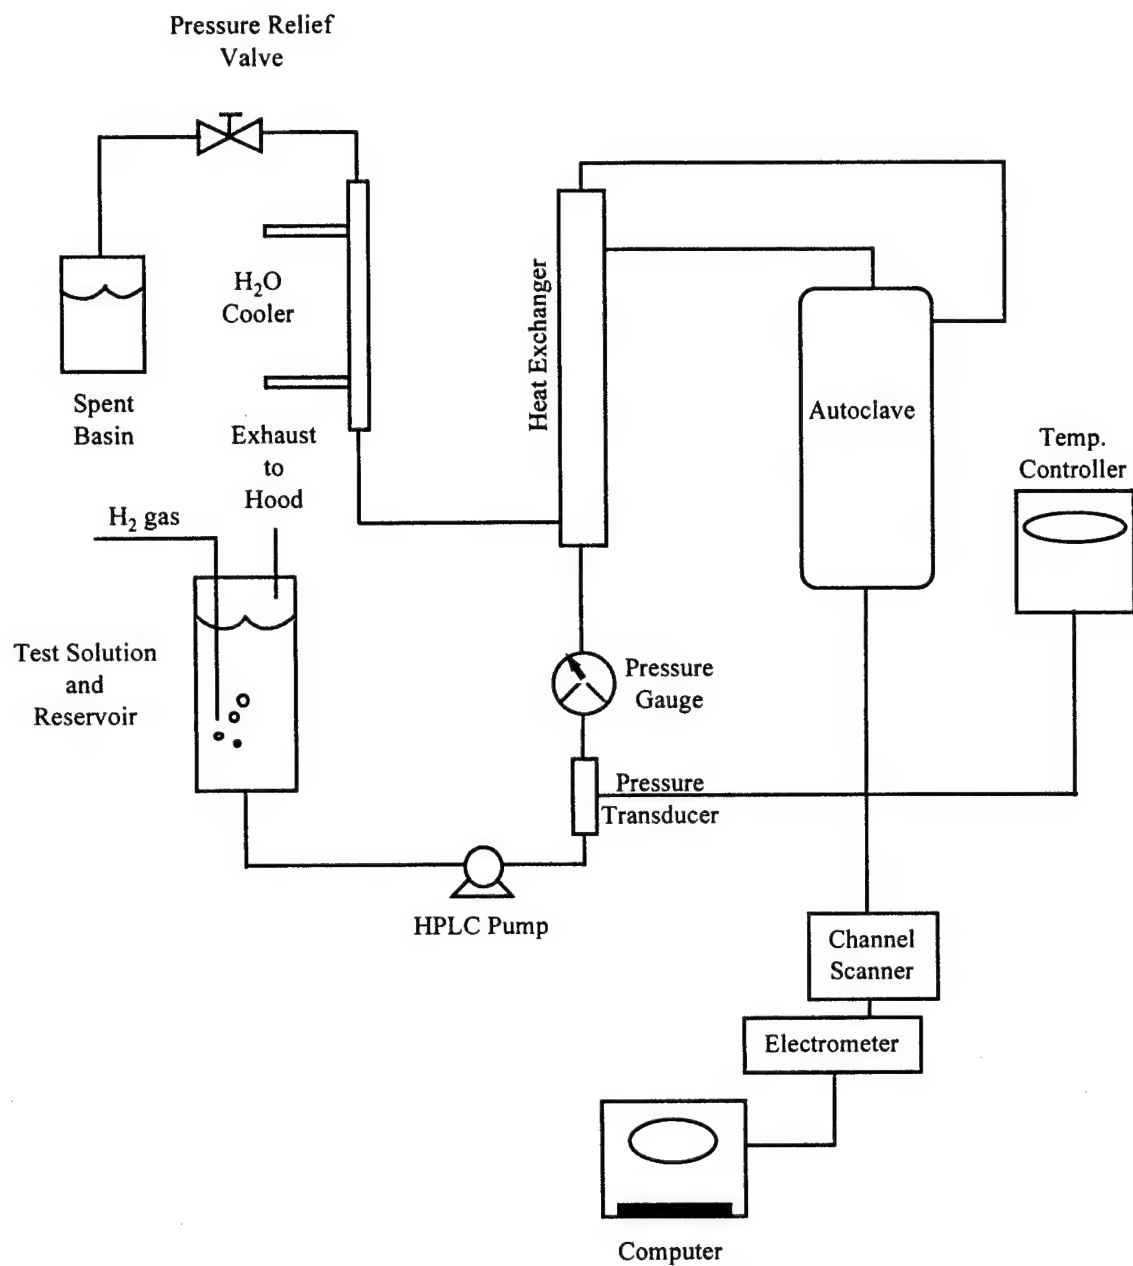 Pressure Relief
Valve
H₂O
Cooler
Heat Exchanger
Autoclave
Spent
Basin
Exhaust
to
Hood
Temp.
Controller
H₂ gas
Test Solution
and
Reservoir
Pressure
Gauge
Pressure
Transducer
HPLC Pump
Channel
Scanner
Electrometer
Computer